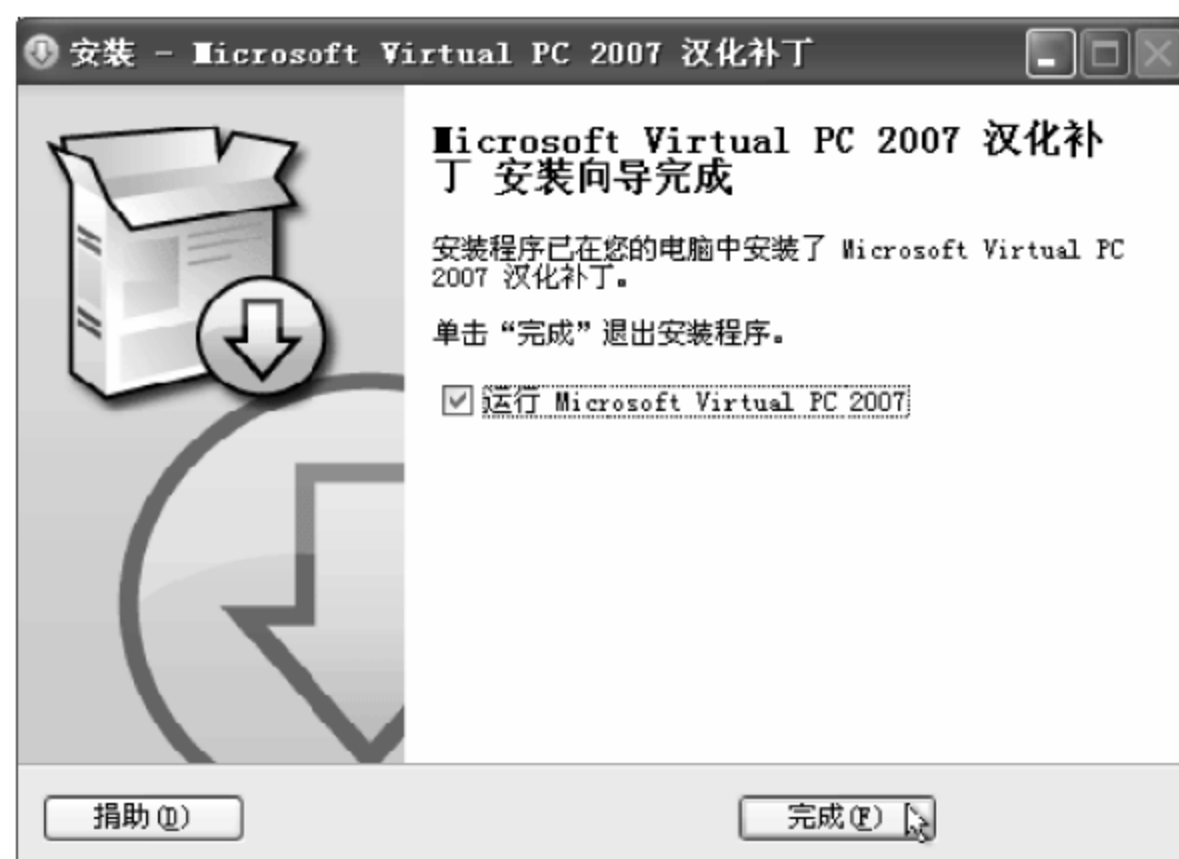 安装 - Microsoft Virtual PC 2007 汉化补丁
Microsoft Virtual PC 2007 汉化补
丁 安装向导完成
安装程序已在您的电脑中安装了 Microsoft Virtual PC
2007 汉化补丁。
单击“完成”退出安装程序。
运行 Microsoft Virtual PC 2007
捐助(D)
完成(F)